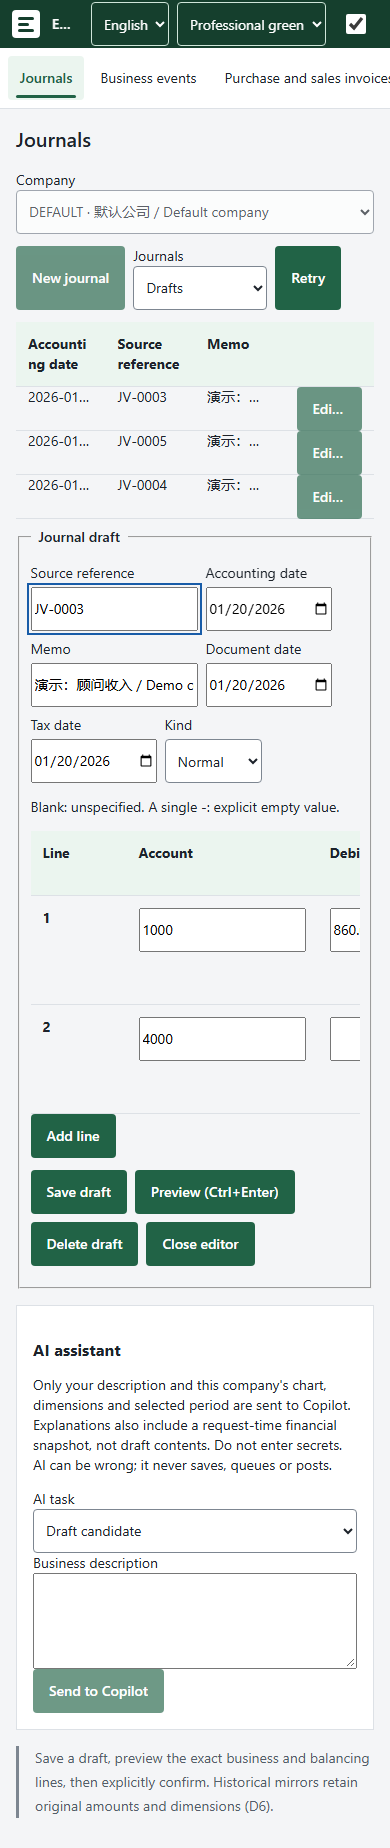 E...
English
Professional green
Journals
Business events
Purchase and sales invoices
Journals
Company
DEFAULT · 默认公司 / Default company
New journal
Journals
Drafts
Retry
Accounti
ng date
Source
reference
Memo
2026-01...
JV-0003
演示：...
Edi...
2026-01...
JV-0005
演示：...
Edi...
2026-01...
JV-0004
演示：...
Edi...
Journal draft
Source reference
Accounting date
JV-0003
01/20/2026
Memo
Document date
演示：顾问收入 / Demo c
01/20/2026
Tax date
Kind
01/20/2026
Normal
Blank: unspecified. A single -: explicit empty value.
Line
Account
Debi
1
1000
860.
2
4000
Add line
Save draft
Preview (Ctrl+Enter)
Delete draft
Close editor
AI assistant
Only your description and this company's chart,
dimensions and selected period are sent to Copilot.
Explanations also include a request-time financial
snapshot, not draft contents. Do not enter secrets.
AI can be wrong; it never saves, queues or posts.
AI task
Draft candidate
Business description
Send to Copilot
Save a draft, preview the exact business and balancing
lines, then explicitly confirm. Historical mirrors retain
original amounts and dimensions (D6).